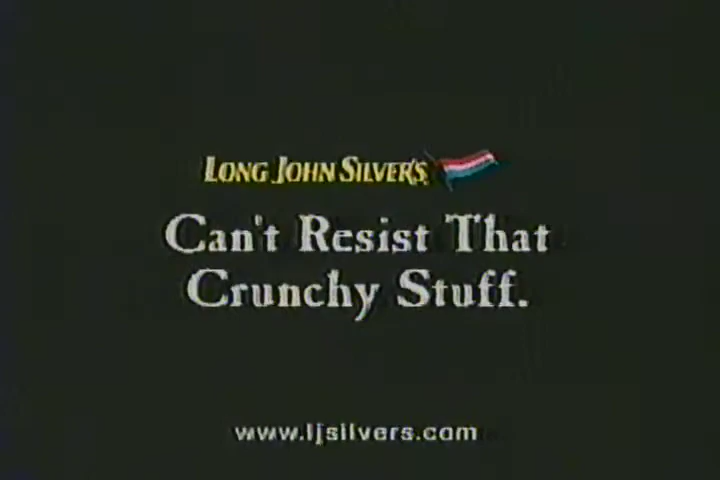 LONG JOHN SILVER'S
Can't Resist That
Crunchy Stuff.
www.ljsilvers.com